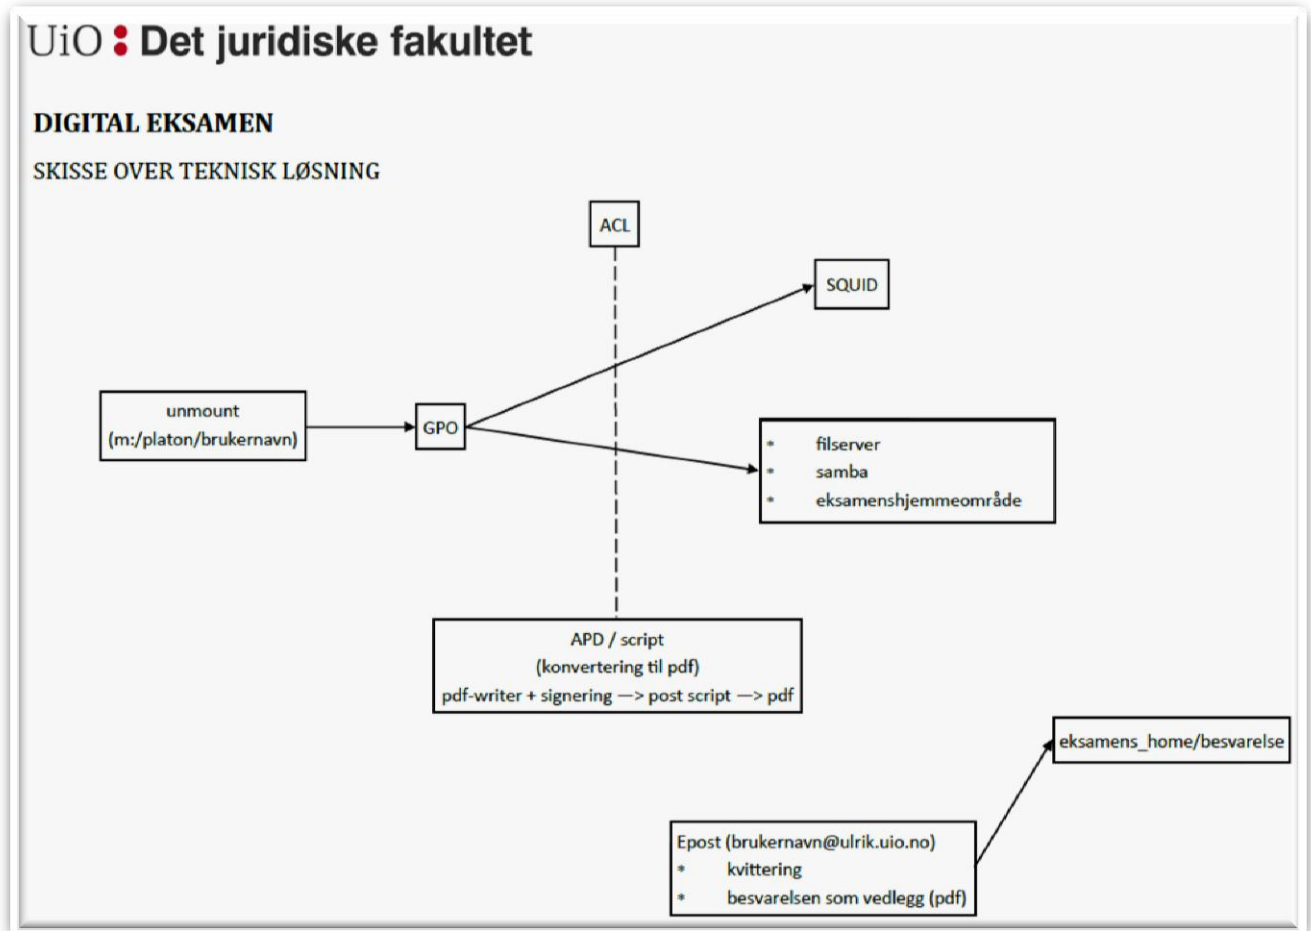 UiO : Det juridiske fakultet
DIGITAL EKSAMEN
SKISSE OVER TEKNISK LØSNING
ACL
SQUID
unmount
(m:/platon/brukernavn)
GPO
* filserver
* samba
* eksamenshjemmeområde
APD / script
(konvertering til pdf)
pdf-writer + signering —> post script —> pdf
eksamens_home/besvarelse
Epost (brukernavn@ulrik.uio.no)
* kvittering
* besvarelsen som vedlegg (pdf)